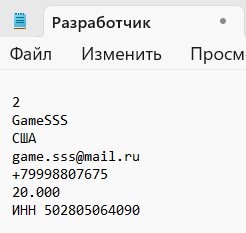 Разработчик
Файл Изменить Просм
2
GameSSS
США
game.sss@mail.ru
+79998807675
20.000
ИНН 502805064090